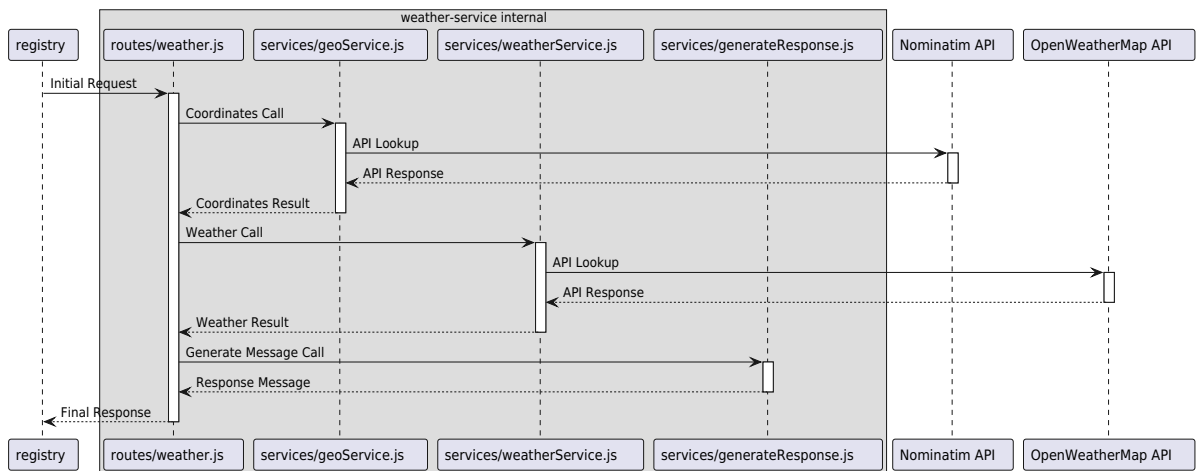 weather-service internal
registry
routes/weather.js
services/geoService.js
services/weatherService.js
services/generateResponse.js
Nominatim API
OpenWeatherMap API
Initial Request
Coordinates Call
API Lookup
API Response
Coordinates Result
Weather Call
API Lookup
API Response
Weather Result
Generate Message Call
Response Message
Final Response
registry
routes/weather.js
services/geoService.js
services/weatherService.js
services/generateResponse.js
Nominatim API
OpenWeatherMap API